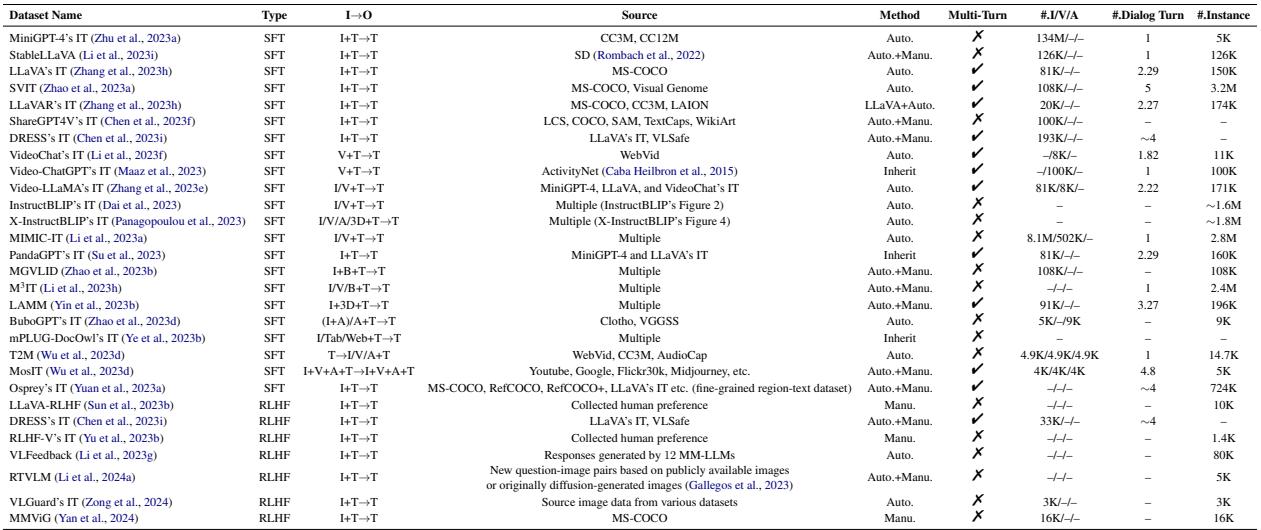 Dataset Name Type I→O Source Method Multi-Turn #.I/V/A #.Dialog Turn #.Instance
MiniGPT-4's IT (Zhu et al., 2023a) SFT I+T→T CC3M, CC12M Auto. ✗ 134M/–/– 1 5K
StableLLaVA (Li et al., 2023i) SFT I+T→T SD (Rombach et al., 2022) Auto.+Manu. ✗ 126K/–/– 1 126K
LLaVA's IT (Zhang et al., 2023h) SFT I+T→T MS-COCO Auto. ✔ 81K/–/– 2.29 150K
SVIT (Zhao et al., 2023a) SFT I+T→T MS-COCO, Visual Genome Auto. ✔ 108K/–/– 5 3.2M
LLaVAR's IT (Zhang et al., 2023h) SFT I+T→T MS-COCO, CC3M, LAION LLaVA+Auto. ✔ 20K/–/– 2.27 174K
ShareGPT4V's IT (Chen et al., 2023f) SFT I+T→T LCS, COCO, SAM, TextCaps, WikiArt Auto.+Manu. ✗ 100K/–/– – –
DRESS's IT (Chen et al., 2023i) SFT I+T→T LLaVA's IT, VLSafe Auto.+Manu. ✔ 193K/–/– ~4 –
VideoChat's IT (Li et al., 2023f) SFT V+T→T WebVid Auto. ✔ –/8K/– 1.82 11K
Video-ChatGPT's IT (Maaz et al., 2023) SFT V+T→T ActivityNet (Caba Heilbron et al., 2015) Inherit ✔ –/100K/– 1 100K
Video-LLaMA's IT (Zhang et al., 2023e) SFT I/V+T→T MiniGPT-4, LLaVA, and VideoChat's IT Auto. ✔ 81K/8K/– 2.22 171K
InstructBLIP's IT (Dai et al., 2023) SFT I/V+T→T Multiple (InstructBLIP's Figure 2) Auto. ✗ – – ~1.6M
X-InstructBLIP's IT (Panagopoulou et al., 2023) SFT I/V/A/3D+T→T Multiple (X-InstructBLIP's Figure 4) Auto. ✗ – – ~1.8M
MIMIC-IT (Li et al., 2023a) SFT I/V+T→T Multiple Auto. ✗ 8.1M/502K/– 1 2.8M
PandaGPT's IT (Su et al., 2023) SFT I+T→T MiniGPT-4 and LLaVA's IT Inherit ✔ 81K/–/– 2.29 160K
MGVLID (Zhao et al., 2023b) SFT I+B+T→T Multiple Auto.+Manu. ✗ 108K/–/– – 108K
M³IT (Li et al., 2023h) SFT I/V/B+T→T Multiple Auto.+Manu. ✗ –/–/– 1 2.4M
LAMM (Yin et al., 2023b) SFT I+3D+T→T Multiple Auto.+Manu. ✔ 91K/–/– 3.27 196K
BuboGPT's IT (Zhao et al., 2023d) SFT (I+A)/A+T→T Clotho, VGGSS Auto. ✗ 5K/–/9K – 9K
mPLUG-DocOwl's IT (Ye et al., 2023b) SFT I/Tab/Web+T→T Multiple Inherit ✗ – – –
T2M (Wu et al., 2023d) SFT T→I/V/A+T WebVid, CC3M, AudioCap Auto. ✗ 4.9K/4.9K/4.9K 1 14.7K
MosIT (Wu et al., 2023d) SFT I+V+A+T→I+V+A+T Youtube, Google, Flickr30k, Midjourney, etc. Auto.+Manu. ✔ 4K/4K/4K 4.8 5K
Osprey's IT (Yuan et al., 2023a) SFT I+T→T MS-COCO, RefCOCO, RefCOCO+, LLaVA's IT etc. (fine-grained region-text dataset) Auto.+Manu. ✔ –/–/– ~4 724K
LLaVA-RLHF (Sun et al., 2023b) RLHF I+T→T Collected human preference Manu. ✗ –/–/– – 10K
DRESS's IT (Chen et al., 2023i) RLHF I+T→T LLaVA's IT, VLSafe Auto.+Manu. ✔ 33K/–/– ~4 –
RLHF-V's IT (Yu et al., 2023b) RLHF I+T→T Collected human preference Manu. ✗ –/–/– – 1.4K
VLFeedback (Li et al., 2023g) RLHF I+T→T Responses generated by 12 MM-LLMs Auto. ✗ –/–/– – 80K
RTVLM (Li et al., 2024a) RLHF I+T→T New question-image pairs based on publicly available images Auto.+Manu. ✗ –/–/– – 5K
or originally diffusion-generated images (Gallegos et al., 2023)
VLGuard's IT (Zong et al., 2024) RLHF I+T→T Source image data from various datasets Auto. ✗ 3K/–/– – 3K
MMViG (Yan et al., 2024) RLHF I+T→T MS-COCO Manu. ✗ 16K/–/– – 16K